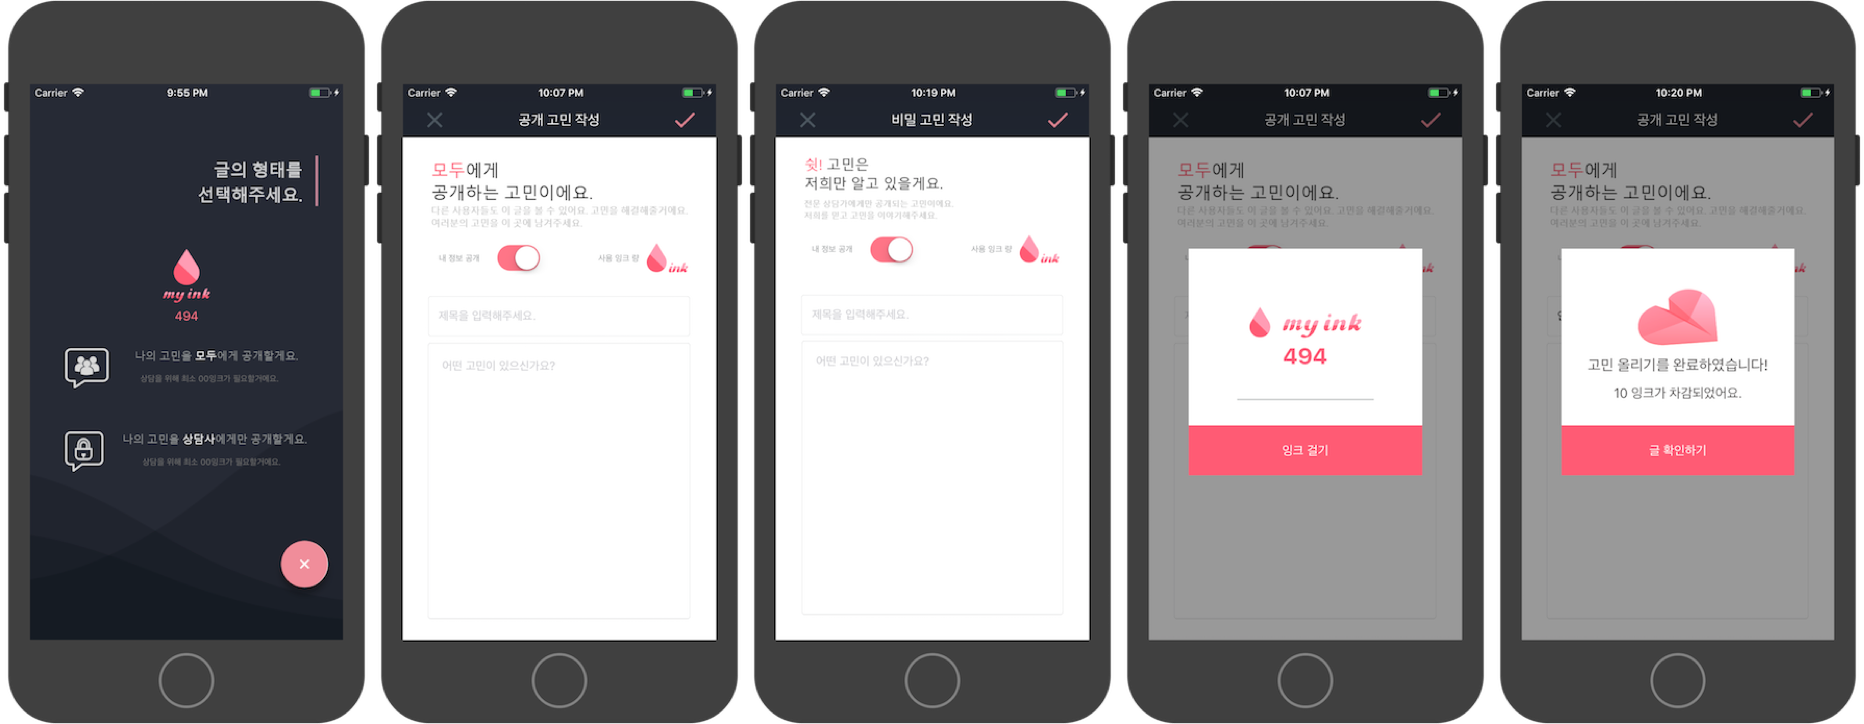 Carrier
9:55 PM
글의 형태를
선택해주세요.
my ink
494
나의 고민을 모두에게 공개할게요.
상담을 위해 최소 00잉크가 필요할거예요.
나의 고민을 상담사에게만 공개할게요.
상담을 위해 최소 00잉크가 필요할거예요.
Carrier
10:07 PM
공개 고민 작성
모두에게
공개하는 고민이에요.
다른 사용자들도 이 글을 볼 수 있어요. 고민을 해결해줄거예요.
여러분의 고민을 이 곳에 남겨주세요.
내 정보 공개
사용 잉크 량
ink
제목을 입력해주세요.
어떤 고민이 있으신가요?
Carrier
10:19 PM
비밀 고민 작성
쉿! 고민은
저희만 알고 있을게요.
전문 상담가에게만 공개되는 고민이예요.
저희를 믿고 고민을 이야기해주세요.
내 정보 공개
사용 잉크 량
ink
제목을 입력해주세요.
어떤 고민이 있으신가요?
Carrier
10:07 PM
공개 고민 작성
모두에게
공개하는 고민이에요.
다른 사용자들도 이 글을 볼 수 있어요. 고민을 해결해줄거예요.
여러분의 고민을 이 곳에 남겨주세요.
my ink
494
잉크 걸기
Carrier
10:20 PM
공개 고민 작성
모두에게
공개하는 고민이에요.
다른 사용자들도 이 글을 볼 수 있어요. 고민을 해결해줄거예요.
여러분의 고민을 이 곳에 남겨주세요.
고민 올리기를 완료하였습니다!
10 잉크가 차감되었어요.
글 확인하기